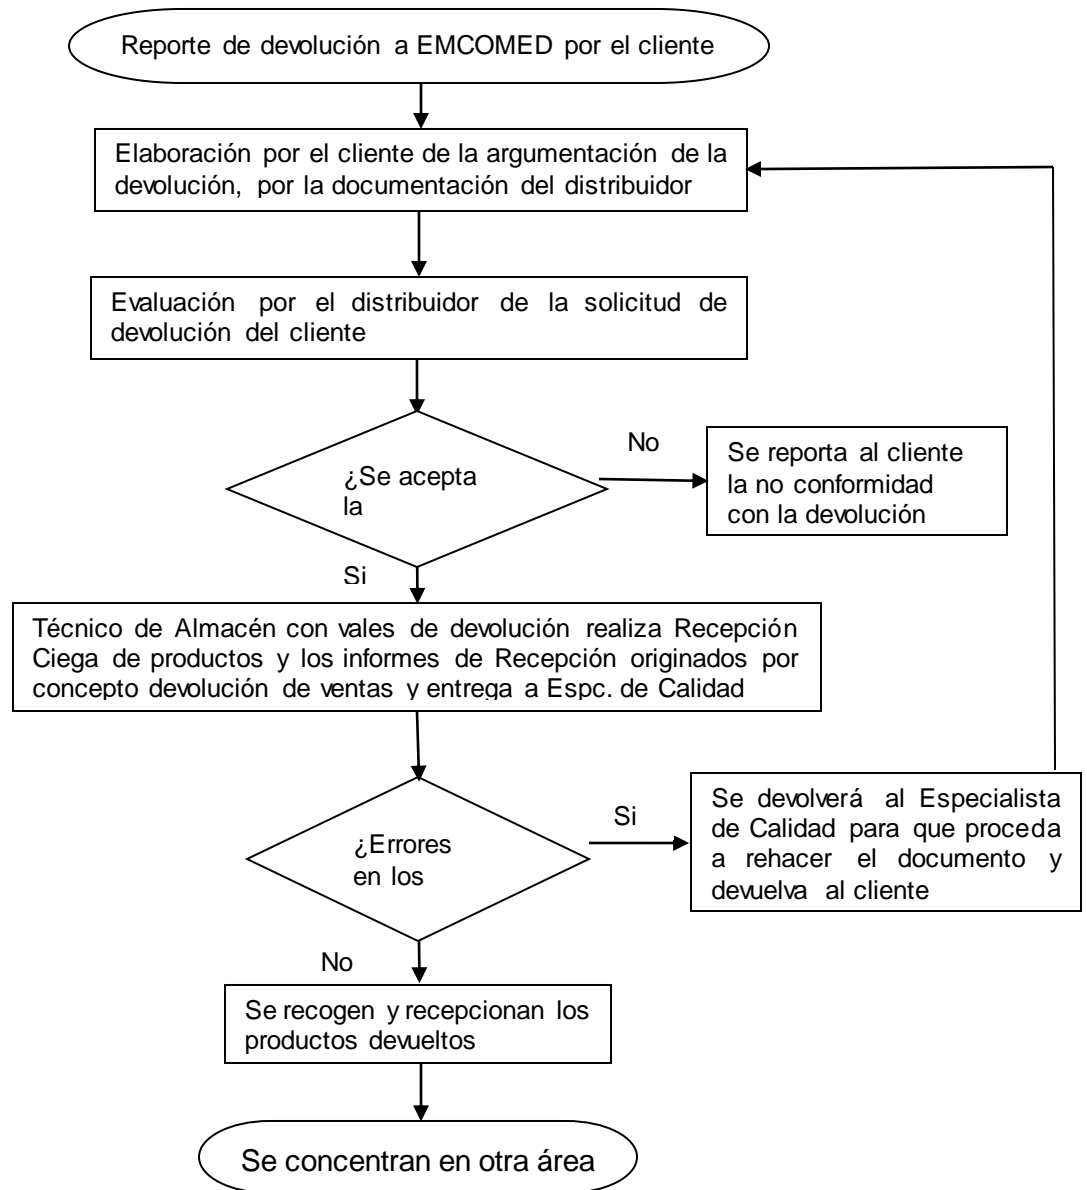 Reporte de devolución a EMCOMED por el cliente
Elaboración por el cliente de la argumentación de la
devolución, por la documentación del distribuidor
Evaluación por el distribuidor de la solicitud de
devolución del cliente
¿Se acepta
la
No
Se reporta al cliente
la no conformidad
con la devolución
Si
Técnico de Almacén con vales de devolución realiza Recepción
Ciega de productos y los informes de Recepción originados por
concepto devolución de ventas y entrega a Espc. de Calidad
¿Errores
en los
Si
Se devolverá al Especialista
de Calidad para que proceda
a rehacer el documento y
devuelva al cliente
No
Se recogen y recepcionan los
productos devueltos
Se concentran en otra área